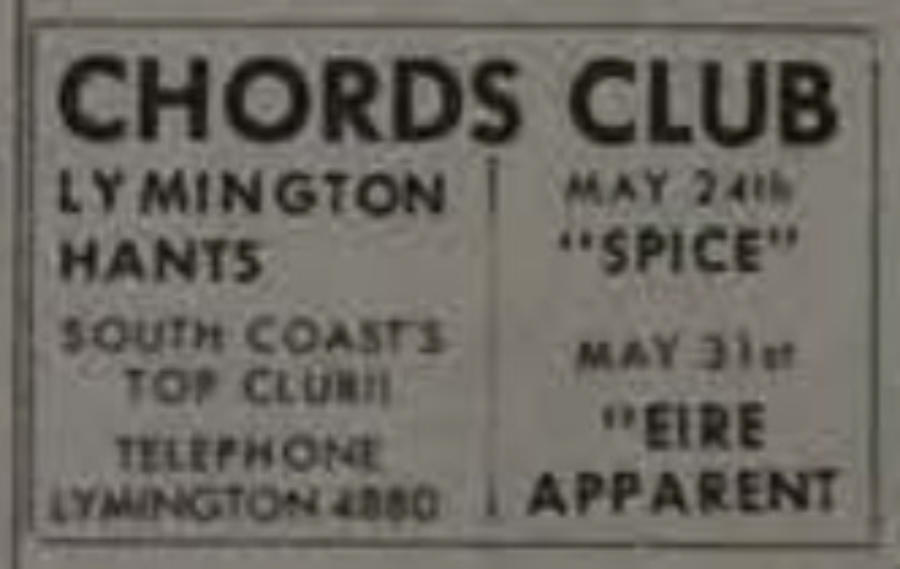 CHORDS CLUB
LYMINGTON
HANTS
SOUTH COAST'S
TOP CLUB!!
TELEPHONE
LYMINGTON 4880
MAY 24th
"SPICE"
MAY 31st
"EIRE
APPARENT